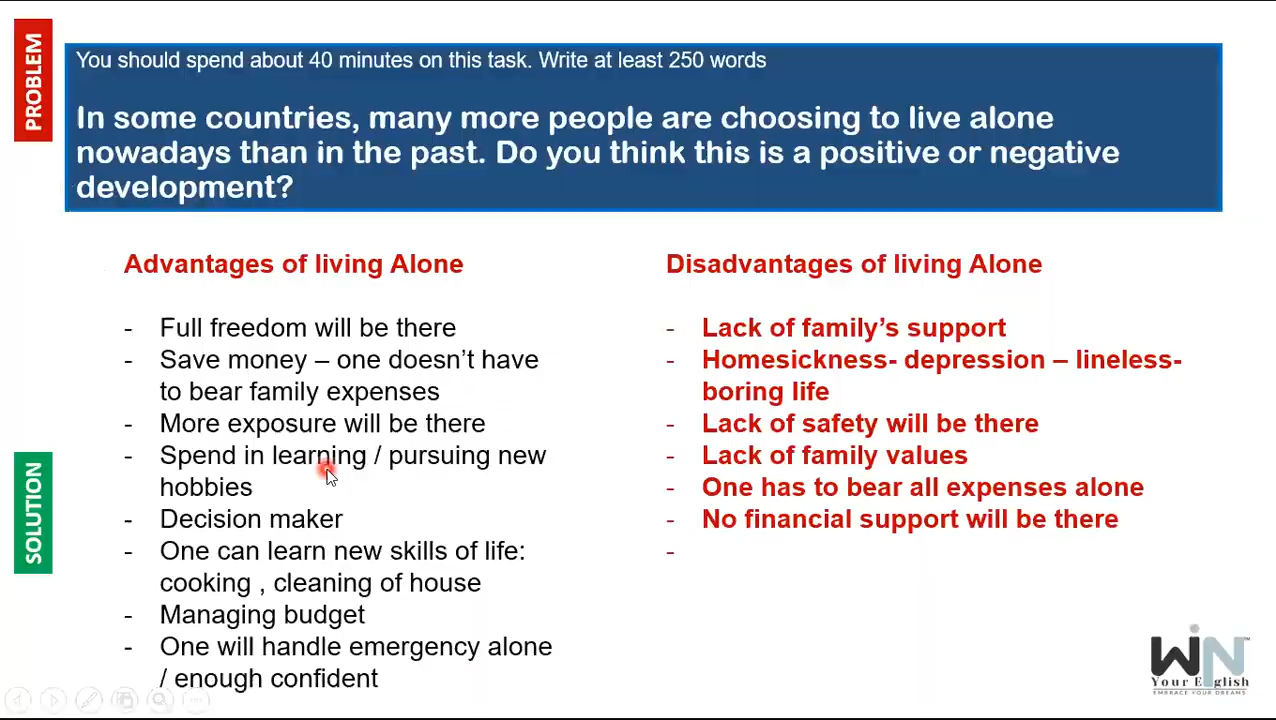 PROBLEM
You should spend about 40 minutes on this task. Write at least 250 words
In some countries, many more people are choosing to live alone
nowadays than in the past. Do you think this is a positive or negative
development?
Advantages of living Alone
- Full freedom will be there
- Save money – one doesn't have
to bear family expenses
- More exposure will be there
- Spend in learning / pursuing new
hobbies
- Decision maker
- One can learn new skills of life:
cooking , cleaning of house
- Managing budget
- One will handle emergency alone
/ enough confident
Disadvantages of living Alone
- Lack of family's support
- Homesickness- depression – lineless-
boring life
- Lack of safety will be there
- Lack of family values
- One has to bear all expenses alone
- No financial support will be there
-
SOLUTION
WiN™
Your English
EMBRACE YOUR DREAMS